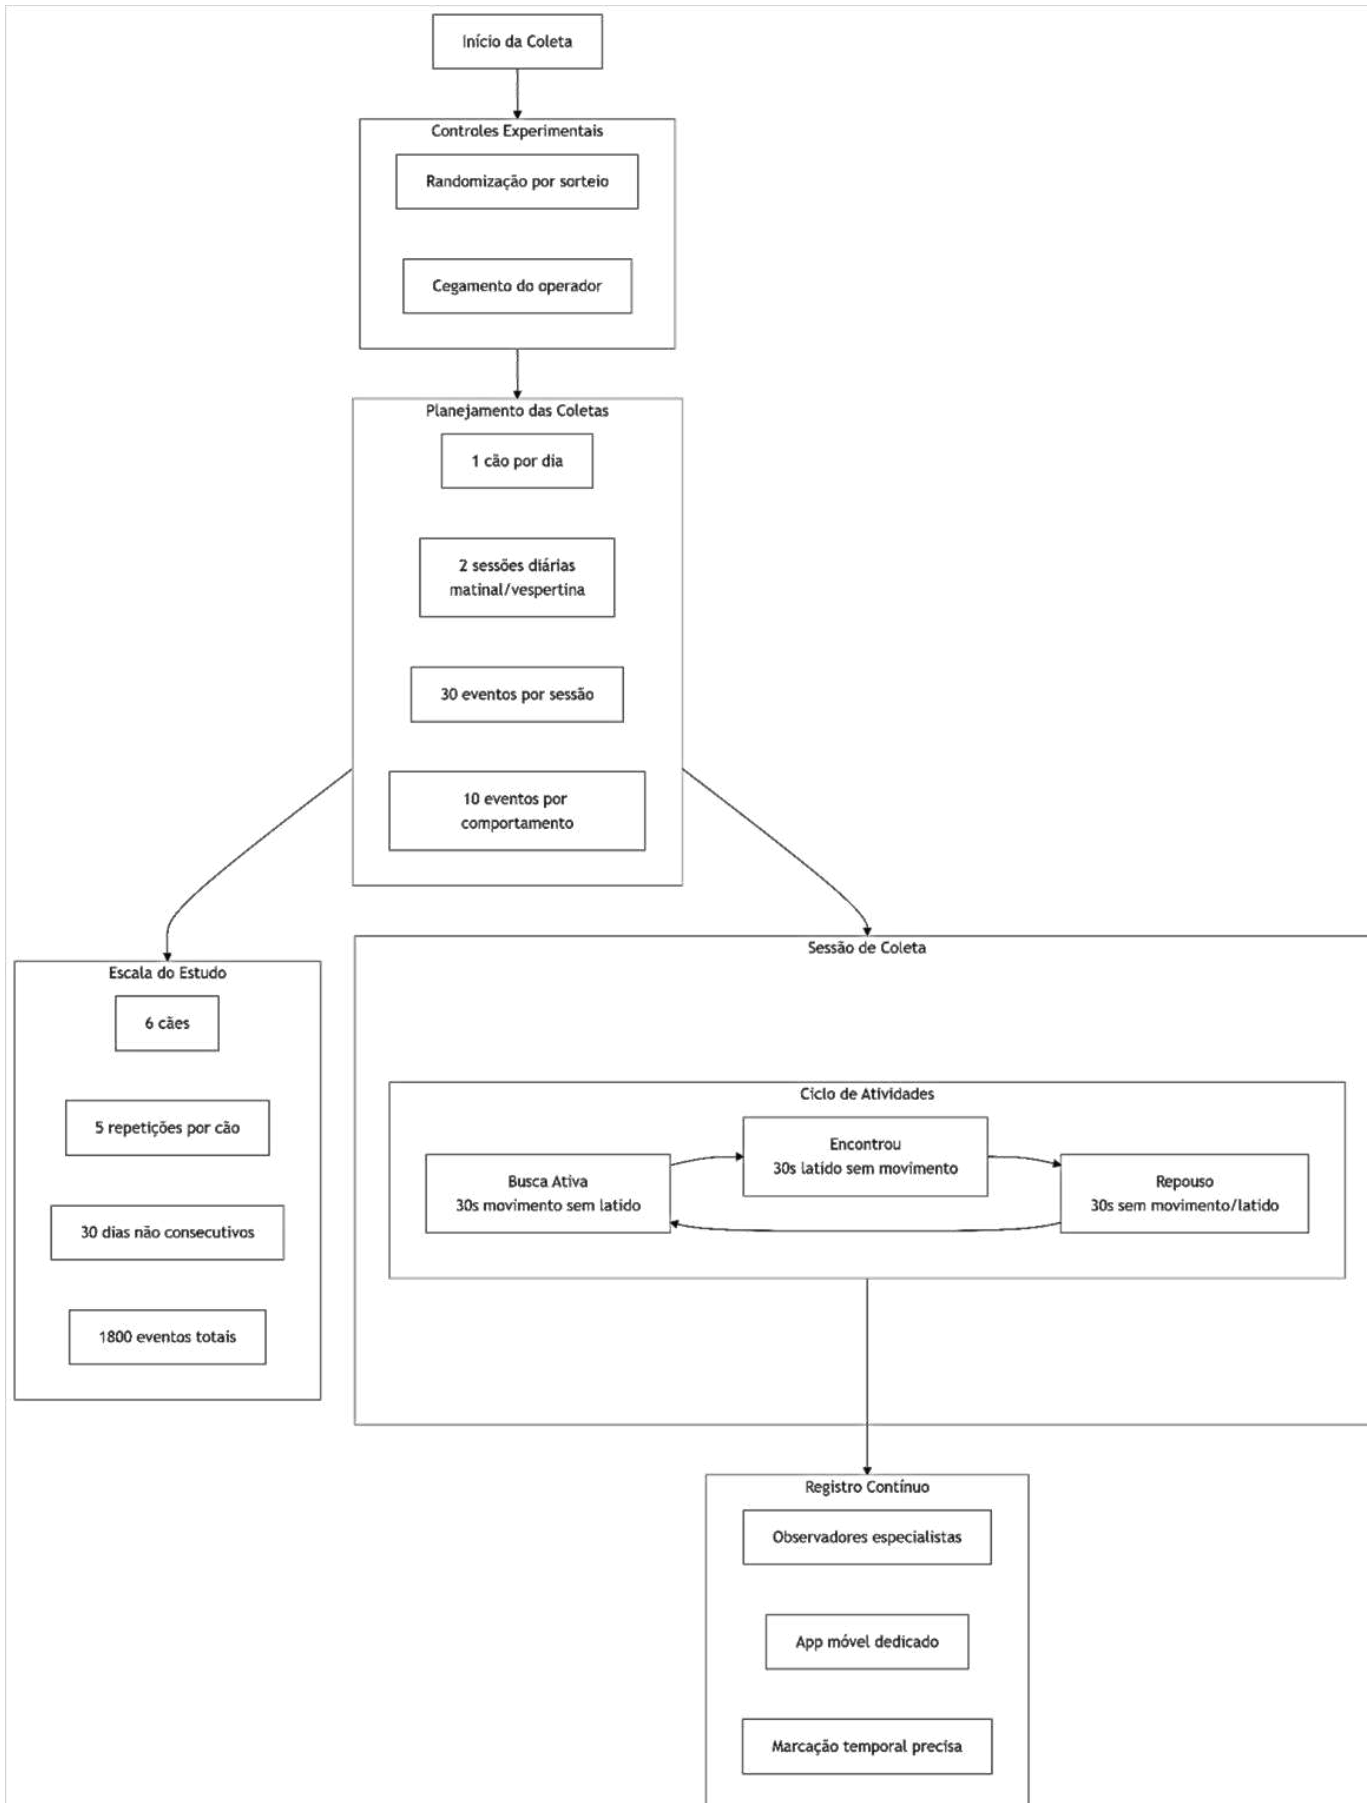 Início da Coleta
Controles Experimentais
Randomização por sorteio
Cegamento do operador
Planejamento das Coletas
1 cão por dia
2 sessões diárias
matinal/vespertina
30 eventos por sessão
10 eventos por
comportamento
Escala do Estudo
6 cães
5 repetições por cão
30 dias não consecutivos
1800 eventos totais
Sessão de Coleta
Ciclo de Atividades
Busca Ativa
30s movimento sem latido
Encontrou
30s latido sem movimento
Repouso
30s sem movimento/latido
Registro Contínuo
Observadores especialistas
App móvel dedicado
Marcação temporal precisa